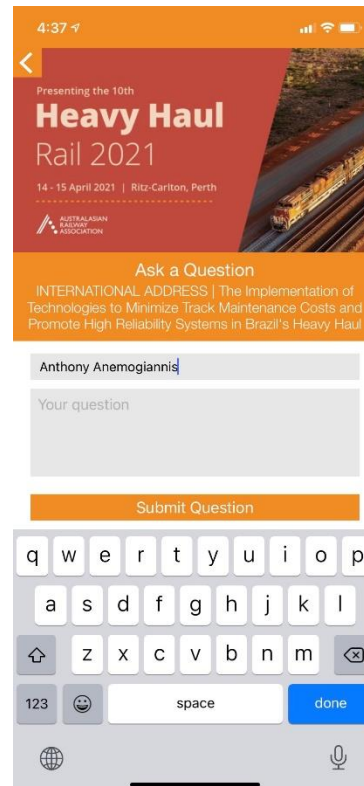 4:37
Presenting the 10th
Heavy Haul
Rail 2021
14 - 15 April 2021 | Ritz-Carlton, Perth
AUSTRALASIAN
RAILWAY
ASSOCIATION
Ask a Question
INTERNATIONAL ADDRESS | The Implementation of
Technologies to Minimize Track Maintenance Costs and
Promote High Reliability Systems in Brazil's Heavy Haul
Anthony Anemogiannis
Your question
Submit Question
q w e r t y u i o p
a s d f g h j k l
z x c v b n m
123 space done